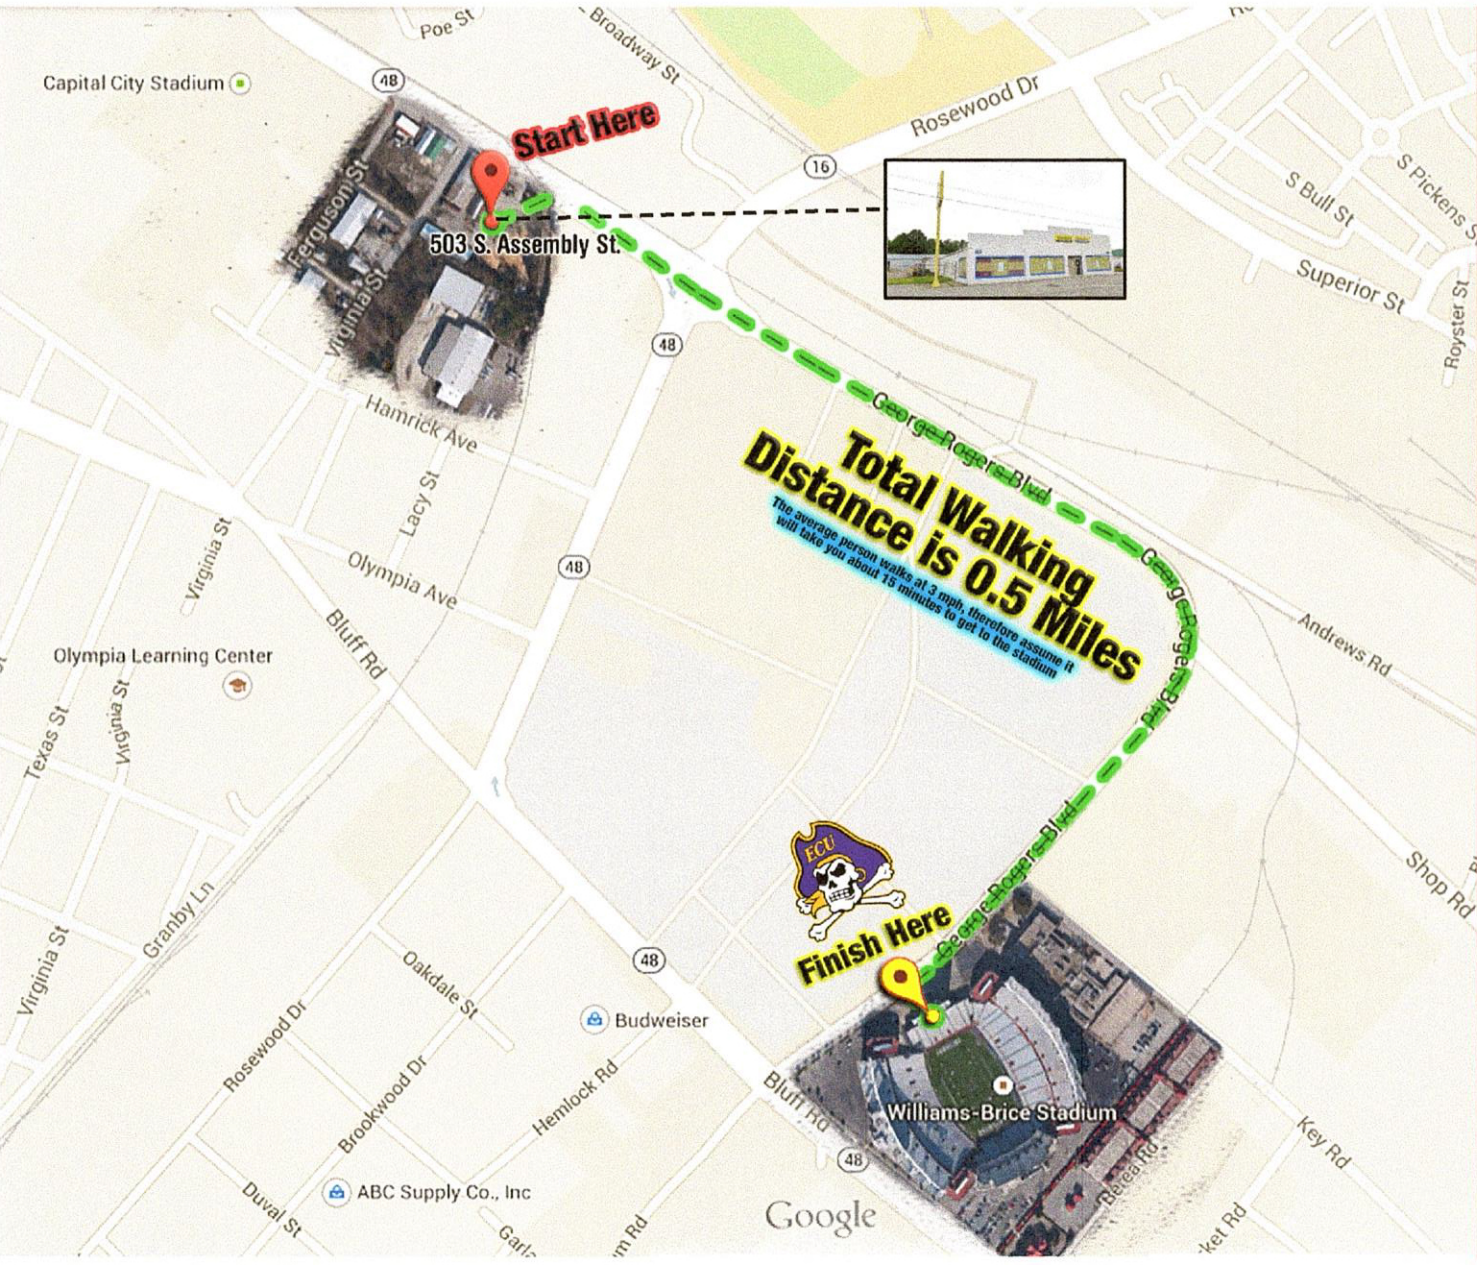 Poe St
Broadway St
Capital City Stadium
48
Start Here
Rosewood Dr
16
S Pickens S
S Bull St
Ferguson St
503 S. Assembly St.
Superior St
Virginia St
Royster St
48
Hamrick Ave
George Rogers Blvd
Total Walking
Distance is 0.5 Miles
The average person walks at 3 mph, therefore assume it
will take you about 15 minutes to get to the stadium
Lacy St
Virginia St
Olympia Ave
48
George Rogers Blvd
Bluff Rd
Andrews Rd
Olympia Learning Center
Texas St
Virginia St
George Rogers Blvd
ECU
Shop Rd
Granby Ln
Finish Here
Virginia St
Oakdale St
48
Budweiser
Rosewood Dr
Brookwood Dr
Hemlock Rd
Bluff Rd
Williams-Brice Stadium
Key Rd
48
Berea Rd
ABC Supply Co., Inc
Duval St
Google
Garla
m Rd
ket Rd